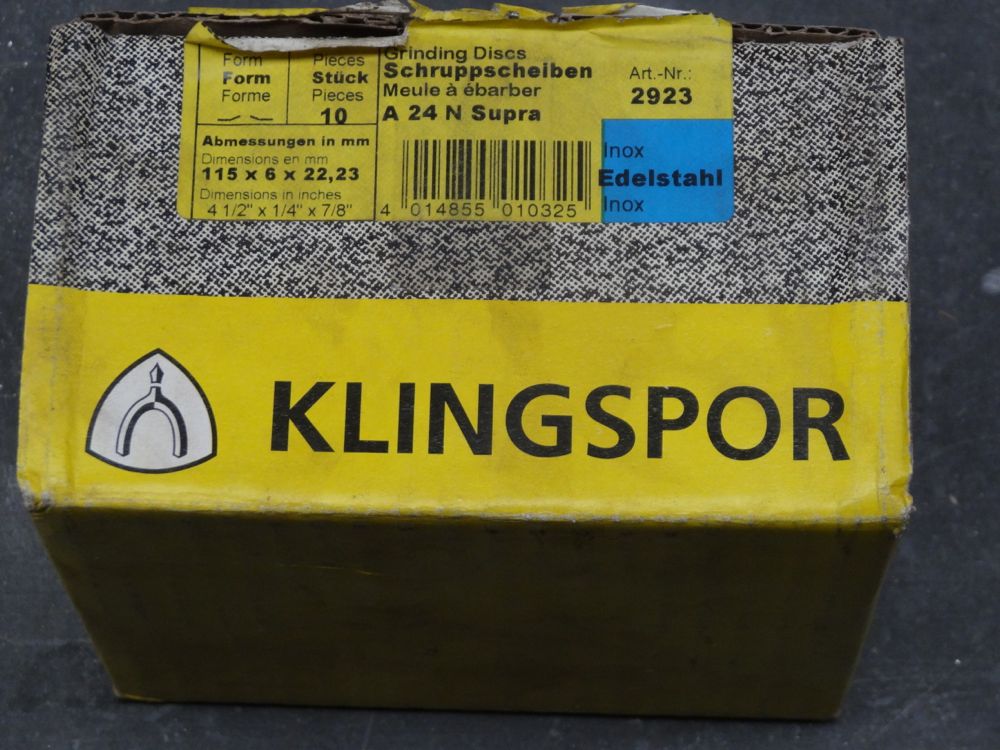 Form
Form
Forme
Pieces
Stück
Pieces
10
Grinding Discs
Schruppscheiben
Meule à ébarber
A 24 N Supra
Art.-Nr.:
2923
Abmessungen in mm
Dimensions en mm
115 x 6 x 22,23
Dimensions in inches
4 1/2" x 1/4" x 7/8"
4 014855 010325
Inox
Edelstahl
Inox
KLINGSPOR